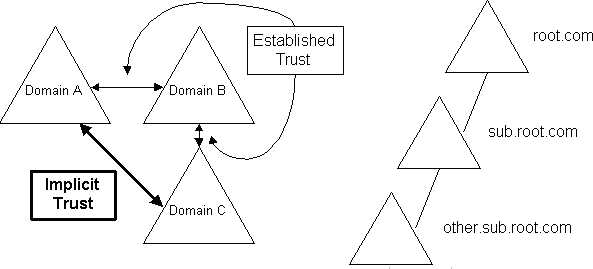 Established
Trust
Domain A
Domain B
Implicit
Trust
Domain C
root.com
sub.root.com
other.sub.root.com